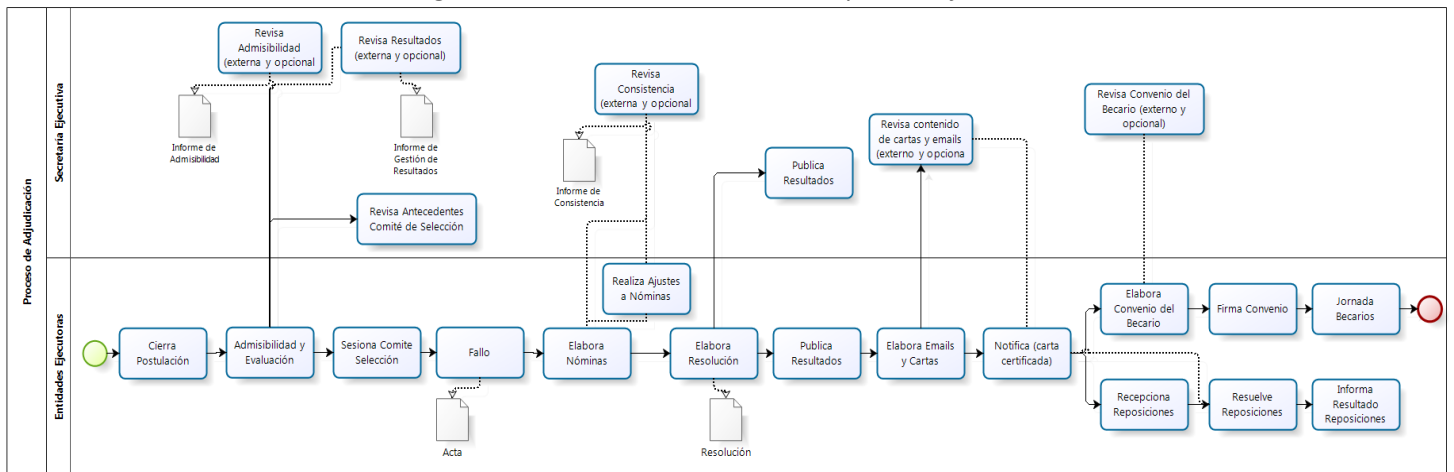 Proceso de Adjudicación
Secretaría Ejecutiva
Revisa
Admisibilidad
(externa y opcional
Revisa Resultados
(externa y opcional)
Informe de
Admisibilidad
Informe de
Gestión de
Resultados
Revisa Antecedentes
Comité de Selección
Revisa
Consistencia
(externa y opcional
Informe de
Consistencia
Publica
Resultados
Revisa contenido
de cartas y emails
(externo y opciona
Revisa Convenio del
Becario (externo y
opcional)
Entidades Ejecutoras
Cierra
Postulación
Admisibilidad y
Evaluación
Sesiona Comite
Selección
Fallo
Acta
Elabora
Nóminas
Realiza Ajustes
a Nóminas
Elabora
Resolución
Resolución
Publica
Resultados
Elabora Emails
y Cartas
Notifica (carta
certificada)
Elabora
Convenio del
Becario
Firma Convenio
Jornada
Becarios
Recepciona
Reposiciones
Resuelve
Reposiciones
Informa
Resultado
Reposiciones